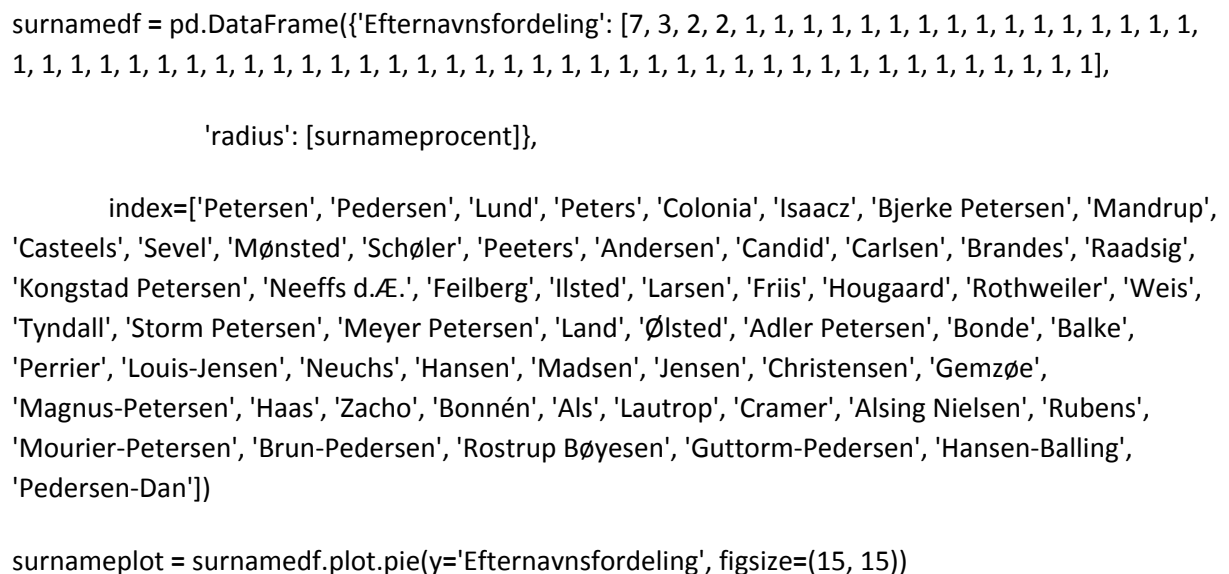 surnamedf = pd.DataFrame({'Efternavnsfordeling': [7, 3, 2, 2, 1, 1, 1, 1, 1, 1, 1, 1, 1, 1, 1, 1, 1, 1, 1, 1,
1, 1, 1, 1, 1, 1, 1, 1, 1, 1, 1, 1, 1, 1, 1, 1, 1, 1, 1, 1, 1, 1, 1, 1, 1, 1, 1, 1, 1, 1, 1, 1, 1, 1, 1, 1, 1, 1],
'radius': [surnameprocent]},
index=['Petersen', 'Pedersen', 'Lund', 'Peters', 'Colonia', 'Isaacz', 'Bjerke Petersen', 'Mandrup',
'Casteels', 'Sevel', 'Mønsted', 'Schøler', 'Peeters', 'Andersen', 'Candid', 'Carlsen', 'Brandes', 'Raadsig',
'Kongstad Petersen', 'Neeffs d.Æ.', 'Feilberg', 'Ilsted', 'Larsen', 'Friis', 'Hougaard', 'Rothweiler', 'Weis',
'Tyndall', 'Storm Petersen', 'Meyer Petersen', 'Land', 'Ølsted', 'Adler Petersen', 'Bonde', 'Balke',
'Perrier', 'Louis-Jensen', 'Neuchs', 'Hansen', 'Madsen', 'Jensen', 'Christensen', 'Gemzøe',
'Magnus-Petersen', 'Haas', 'Zacho', 'Bonnén', 'Als', 'Lautrop', 'Cramer', 'Alsing Nielsen', 'Rubens',
'Mourier-Petersen', 'Brun-Pedersen', 'Rostrup Bøyesen', 'Guttorm-Pedersen', 'Hansen-Balling',
'Pedersen-Dan'])
surnameplot = surnamedf.plot.pie(y='Efternavnsfordeling', figsize=(15, 15))